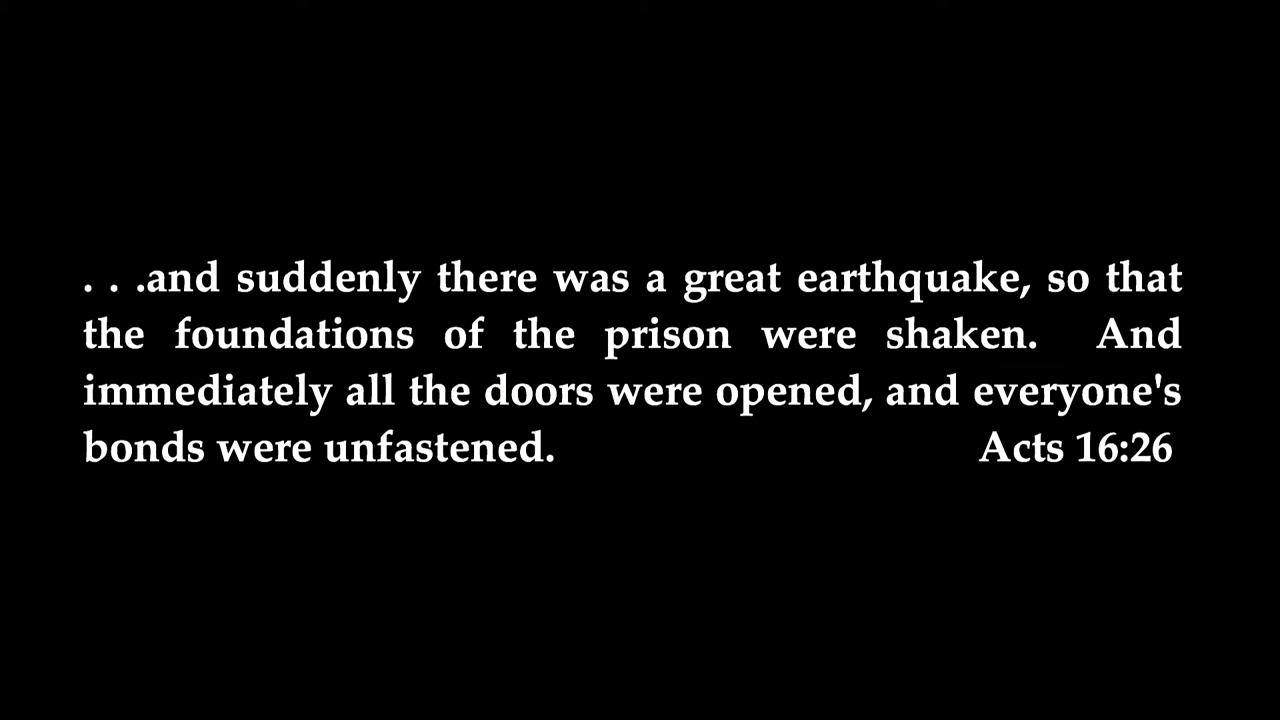 . . .and suddenly there was a great earthquake, so that
the foundations of the prison were shaken.  And
immediately all the doors were opened, and everyone's
bonds were unfastened. Acts 16:26